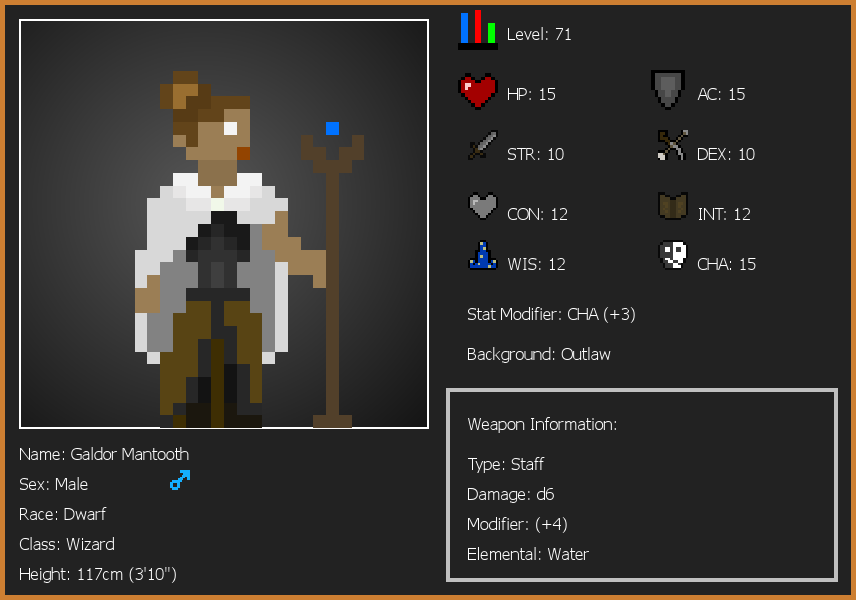 Level: 71
HP: 15
AC: 15
STR: 10
DEX: 10
CON: 12
INT: 12
WIS: 12
CHA: 15
Stat Modifier: CHA (+3)
Background: Outlaw
Weapon Information:
Type: Staff
Damage: d6
Modifier: (+4)
Elemental: Water
Name: Galdor Mantooth
Sex: Male
Race: Dwarf
Class: Wizard
Height: 117cm (3'10")